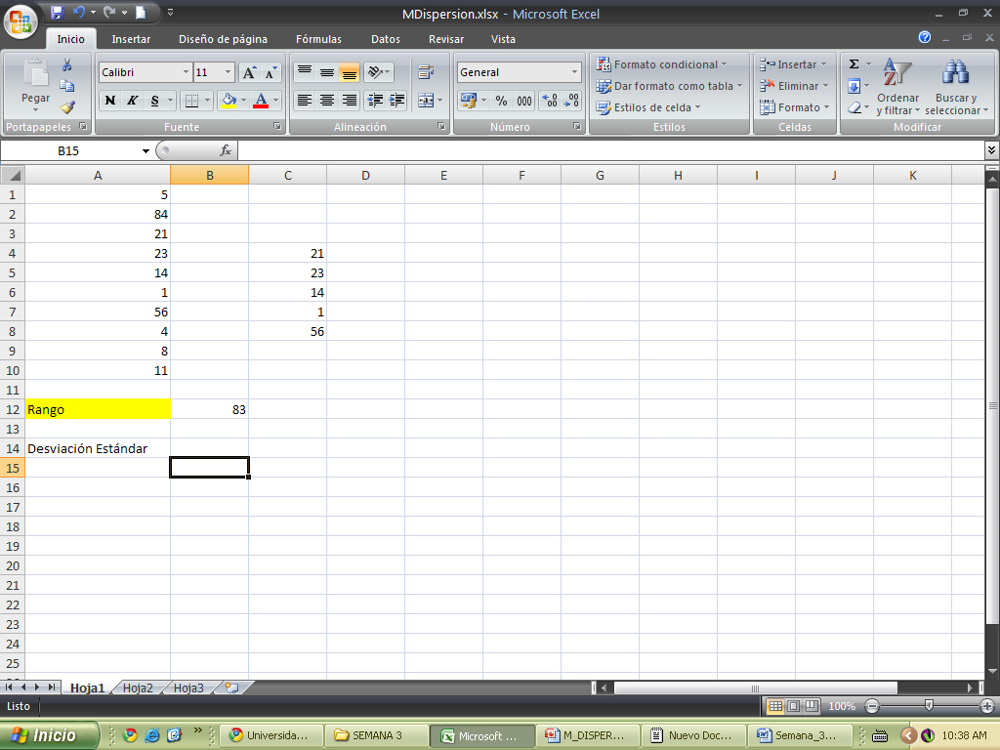 MDispersion.xlsx - Microsoft Excel
Inicio Insertar Diseño de página Fórmulas Datos Revisar Vista
Pegar
Portapapeles
Calibri 11
N K S
Fuente
Alineación
General
% 000
Número
Formato condicional
Dar formato como tabla
Estilos de celda
Estilos
Insertar
Eliminar
Formato
Celdas
Σ
Ordenar y filtrar
Buscar y seleccionar
Modificar
B15 fx
A B C D E F G H I J K
1 5
2 84
3 21
4 23 21
5 14 23
6 1 14
7 56 1
8 4 56
9 8
10 11
11
12 Rango 83
13
14 Desviación Estándar
15
16
17
18
19
20
21
22
23
24
25
Hoja1 Hoja2 Hoja3
Listo 100%
Inicio Universida... SEMANA 3 Microsoft ... M_DISPER... Nuevo Doc... Semana_3... 10:38 AM